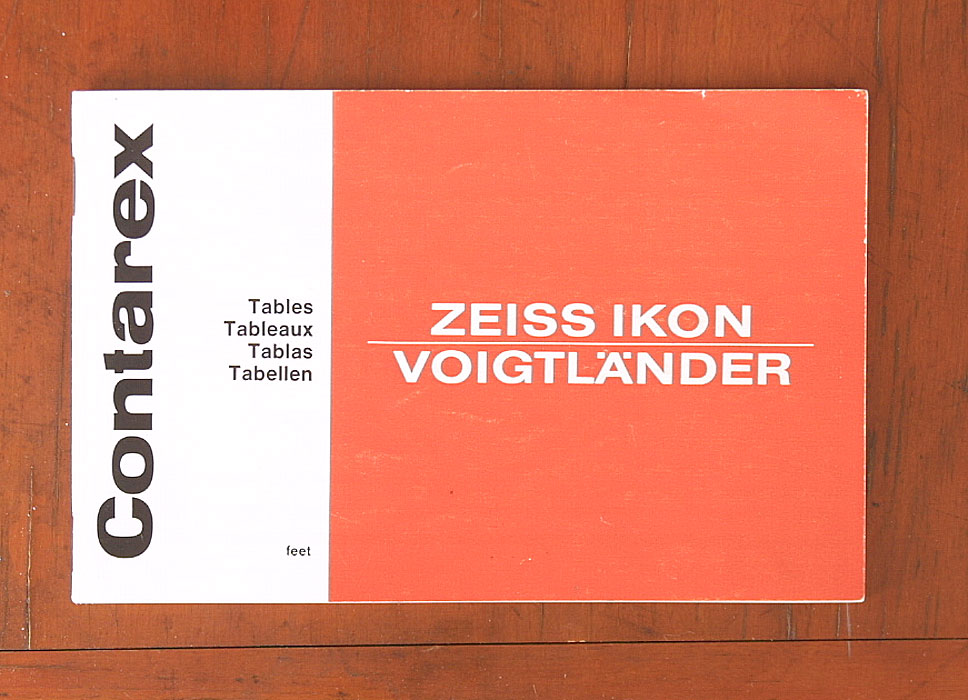 Contarex
Tables
Tableaux
Tablas
Tabellen
feet
ZEISS IKON
VOIGTLÄNDER